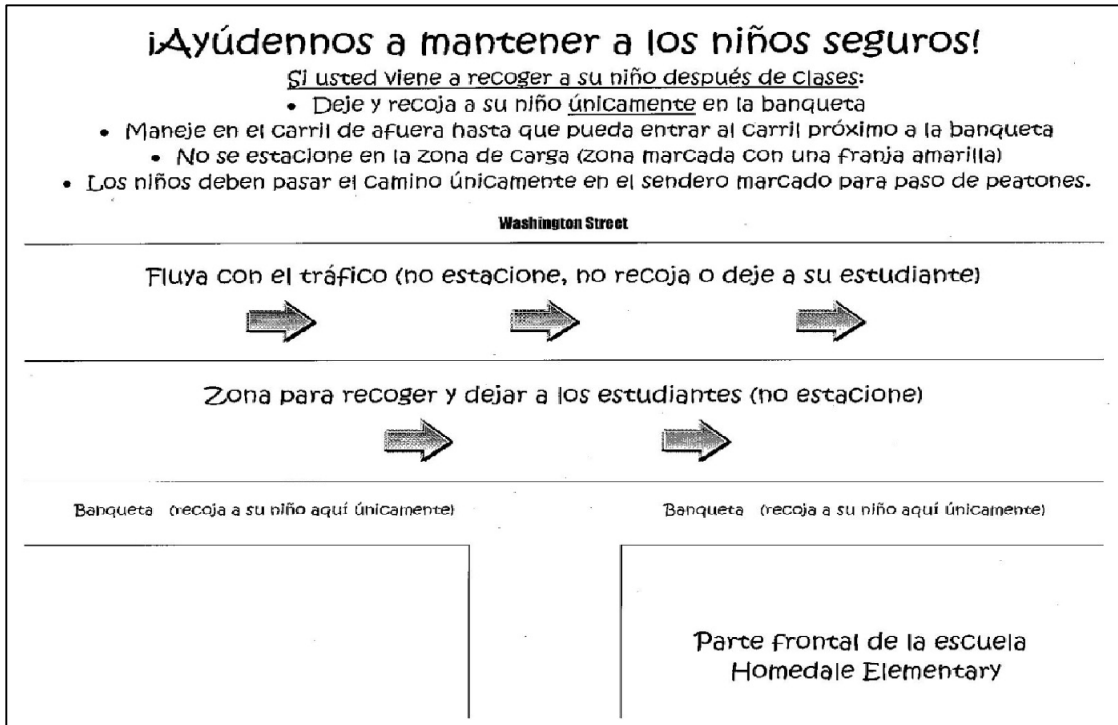 ¡Ayúdennos a mantener a los niños seguros!
Si usted viene a recoger a su niño después de clases:
• Deje y recoja a su niño únicamente en la banqueta
• Maneje en el carril de afuera hasta que pueda entrar al carril próximo a la banqueta
• No se estacione en la zona de carga (zona marcada con una franja amarilla)
• Los niños deben pasar el camino únicamente en el sendero marcado para paso de peatones.
Washington Street
Fluya con el tráfico (no estacione, no recoja o deje a su estudiante)
Zona para recoger y dejar a los estudiantes (no estacione)
Banqueta (recoja a su niño aquí únicamente)
Banqueta (recoja a su niño aquí únicamente)
Parte frontal de la escuela
Homedale Elementary